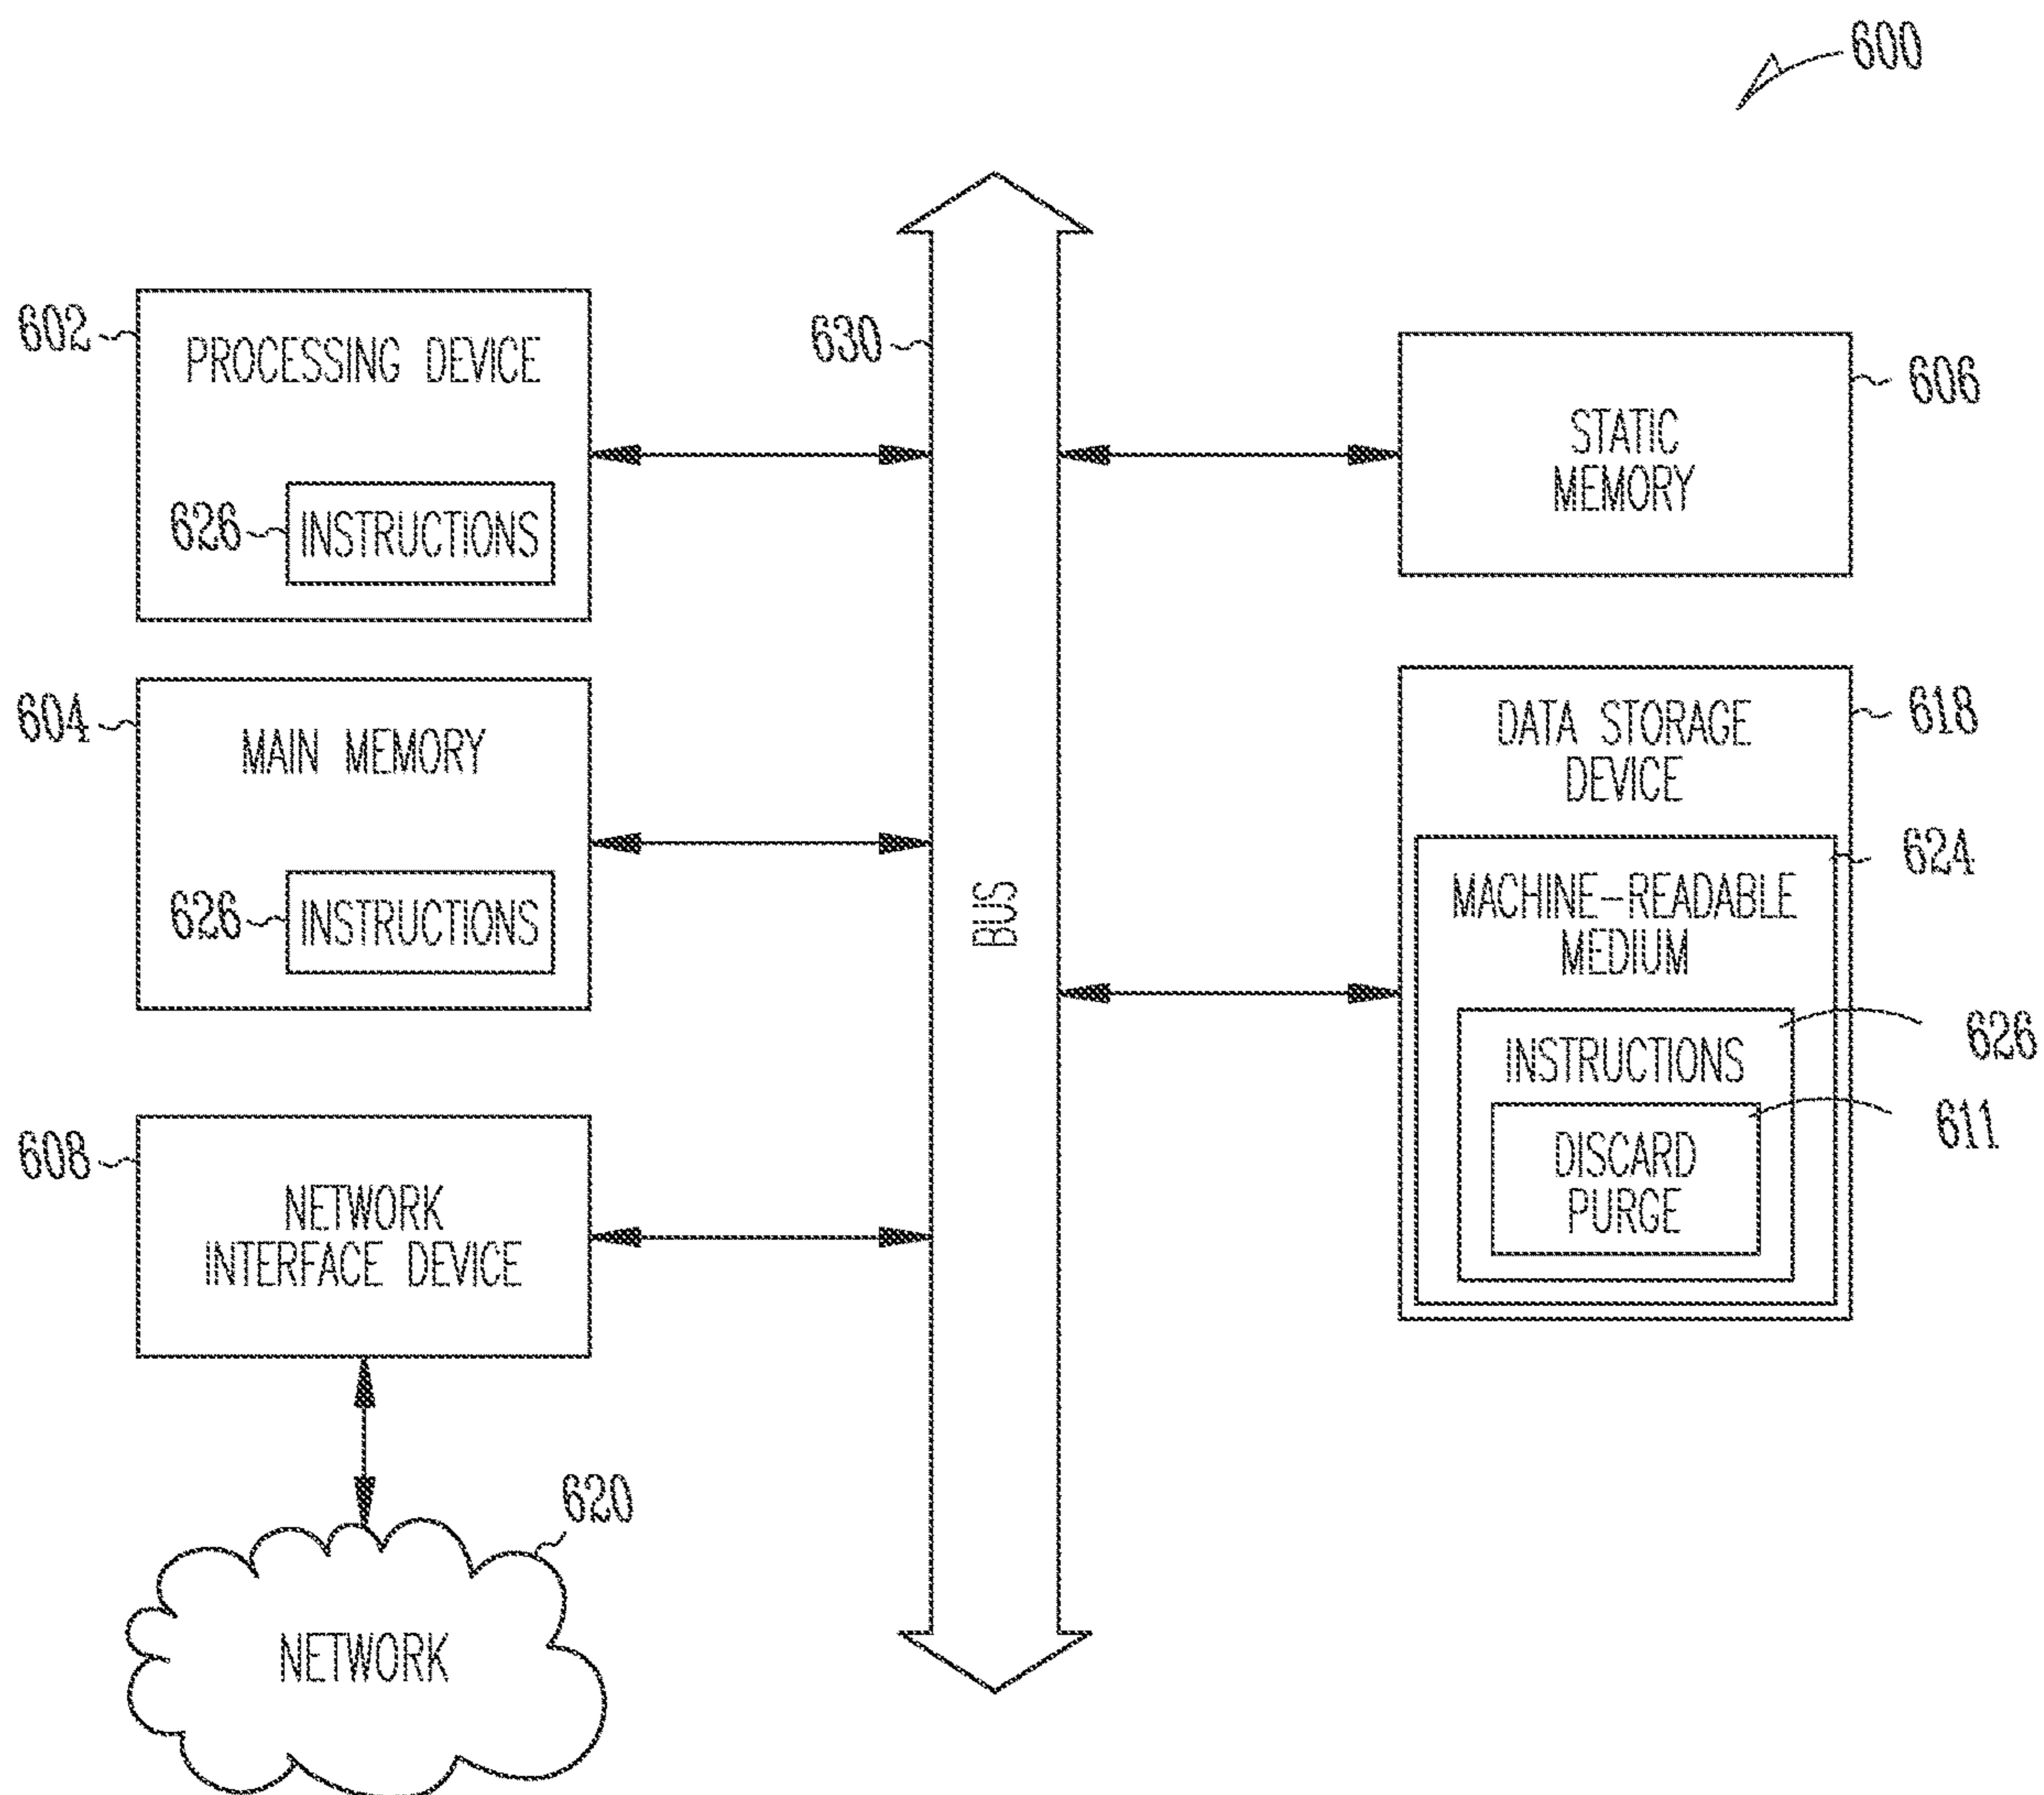 600
602
PROCESSING DEVICE
626
INSTRUCTIONS
604
MAIN MEMORY
626
INSTRUCTIONS
608
NETWORK
INTERFACE DEVICE
620
NETWORK
630
BUS
606
STATIC
MEMORY
618
DATA STORAGE
DEVICE
624
MACHINE-READABLE
MEDIUM
626
INSTRUCTIONS
611
DISCARD
PURGE